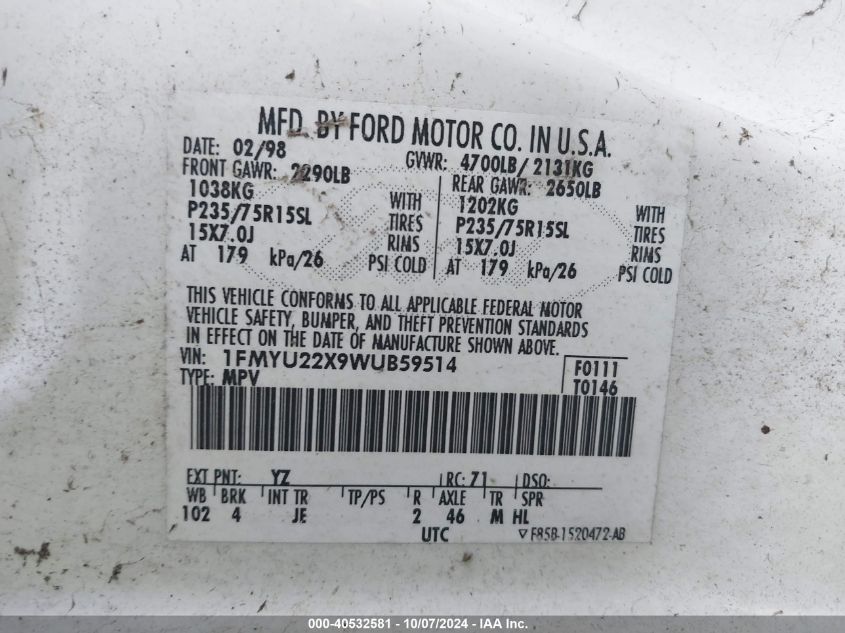 MFD. BY FORD MOTOR CO. IN U.S.A.
DATE: 02/98 GVWR: 4700LB/ 2131KG
FRONT GAWR: 2290LB REAR GAWR: 2650LB
1038KG WITH 1202KG WITH
P235/75R15SL TIRES P235/75R15SL TIRES
15X7.0J RIMS 15X7.0J RIMS
AT 179 kPa/26 PSI COLD AT 179 kPa/26 PSI COLD
THIS VEHICLE CONFORMS TO ALL APPLICABLE FEDERAL MOTOR
VEHICLE SAFETY, BUMPER, AND THEFT PREVENTION STANDARDS
IN EFFECT ON THE DATE OF MANUFACTURE SHOWN ABOVE.
VIN: 1FMYU22X9WUB59514 F0111
TYPE: MPV T0146
EXT PNT: YZ RC: 71 DSO:
WB BRK INT TR TP/PS R AXLE TR SPR
102 4 JE 2 46 M HL
UTC ▽ F85B-1520472-AB
000-40532581 - 10/07/2024 - IAA Inc.